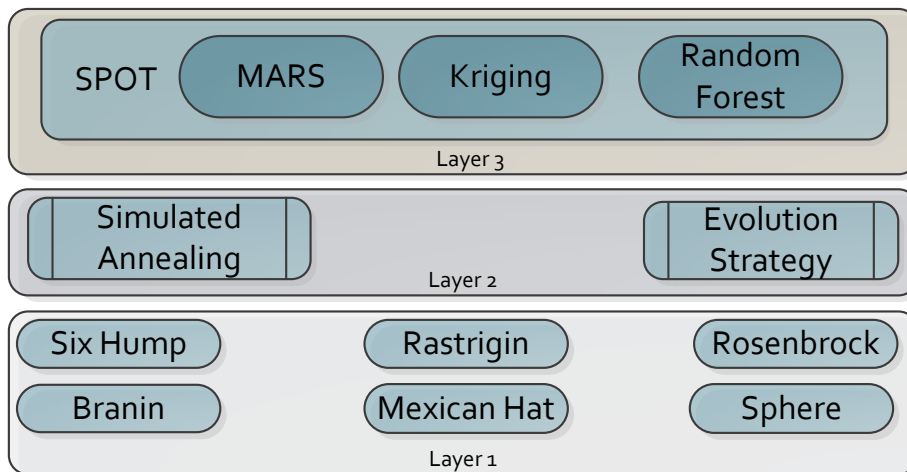 SPOT
MARS
Kriging
Random
Forest
Layer 3
Simulated
Annealing
Evolution
Strategy
Layer 2
Six Hump
Rastrigin
Rosenbrock
Branin
Mexican Hat
Sphere
Layer 1